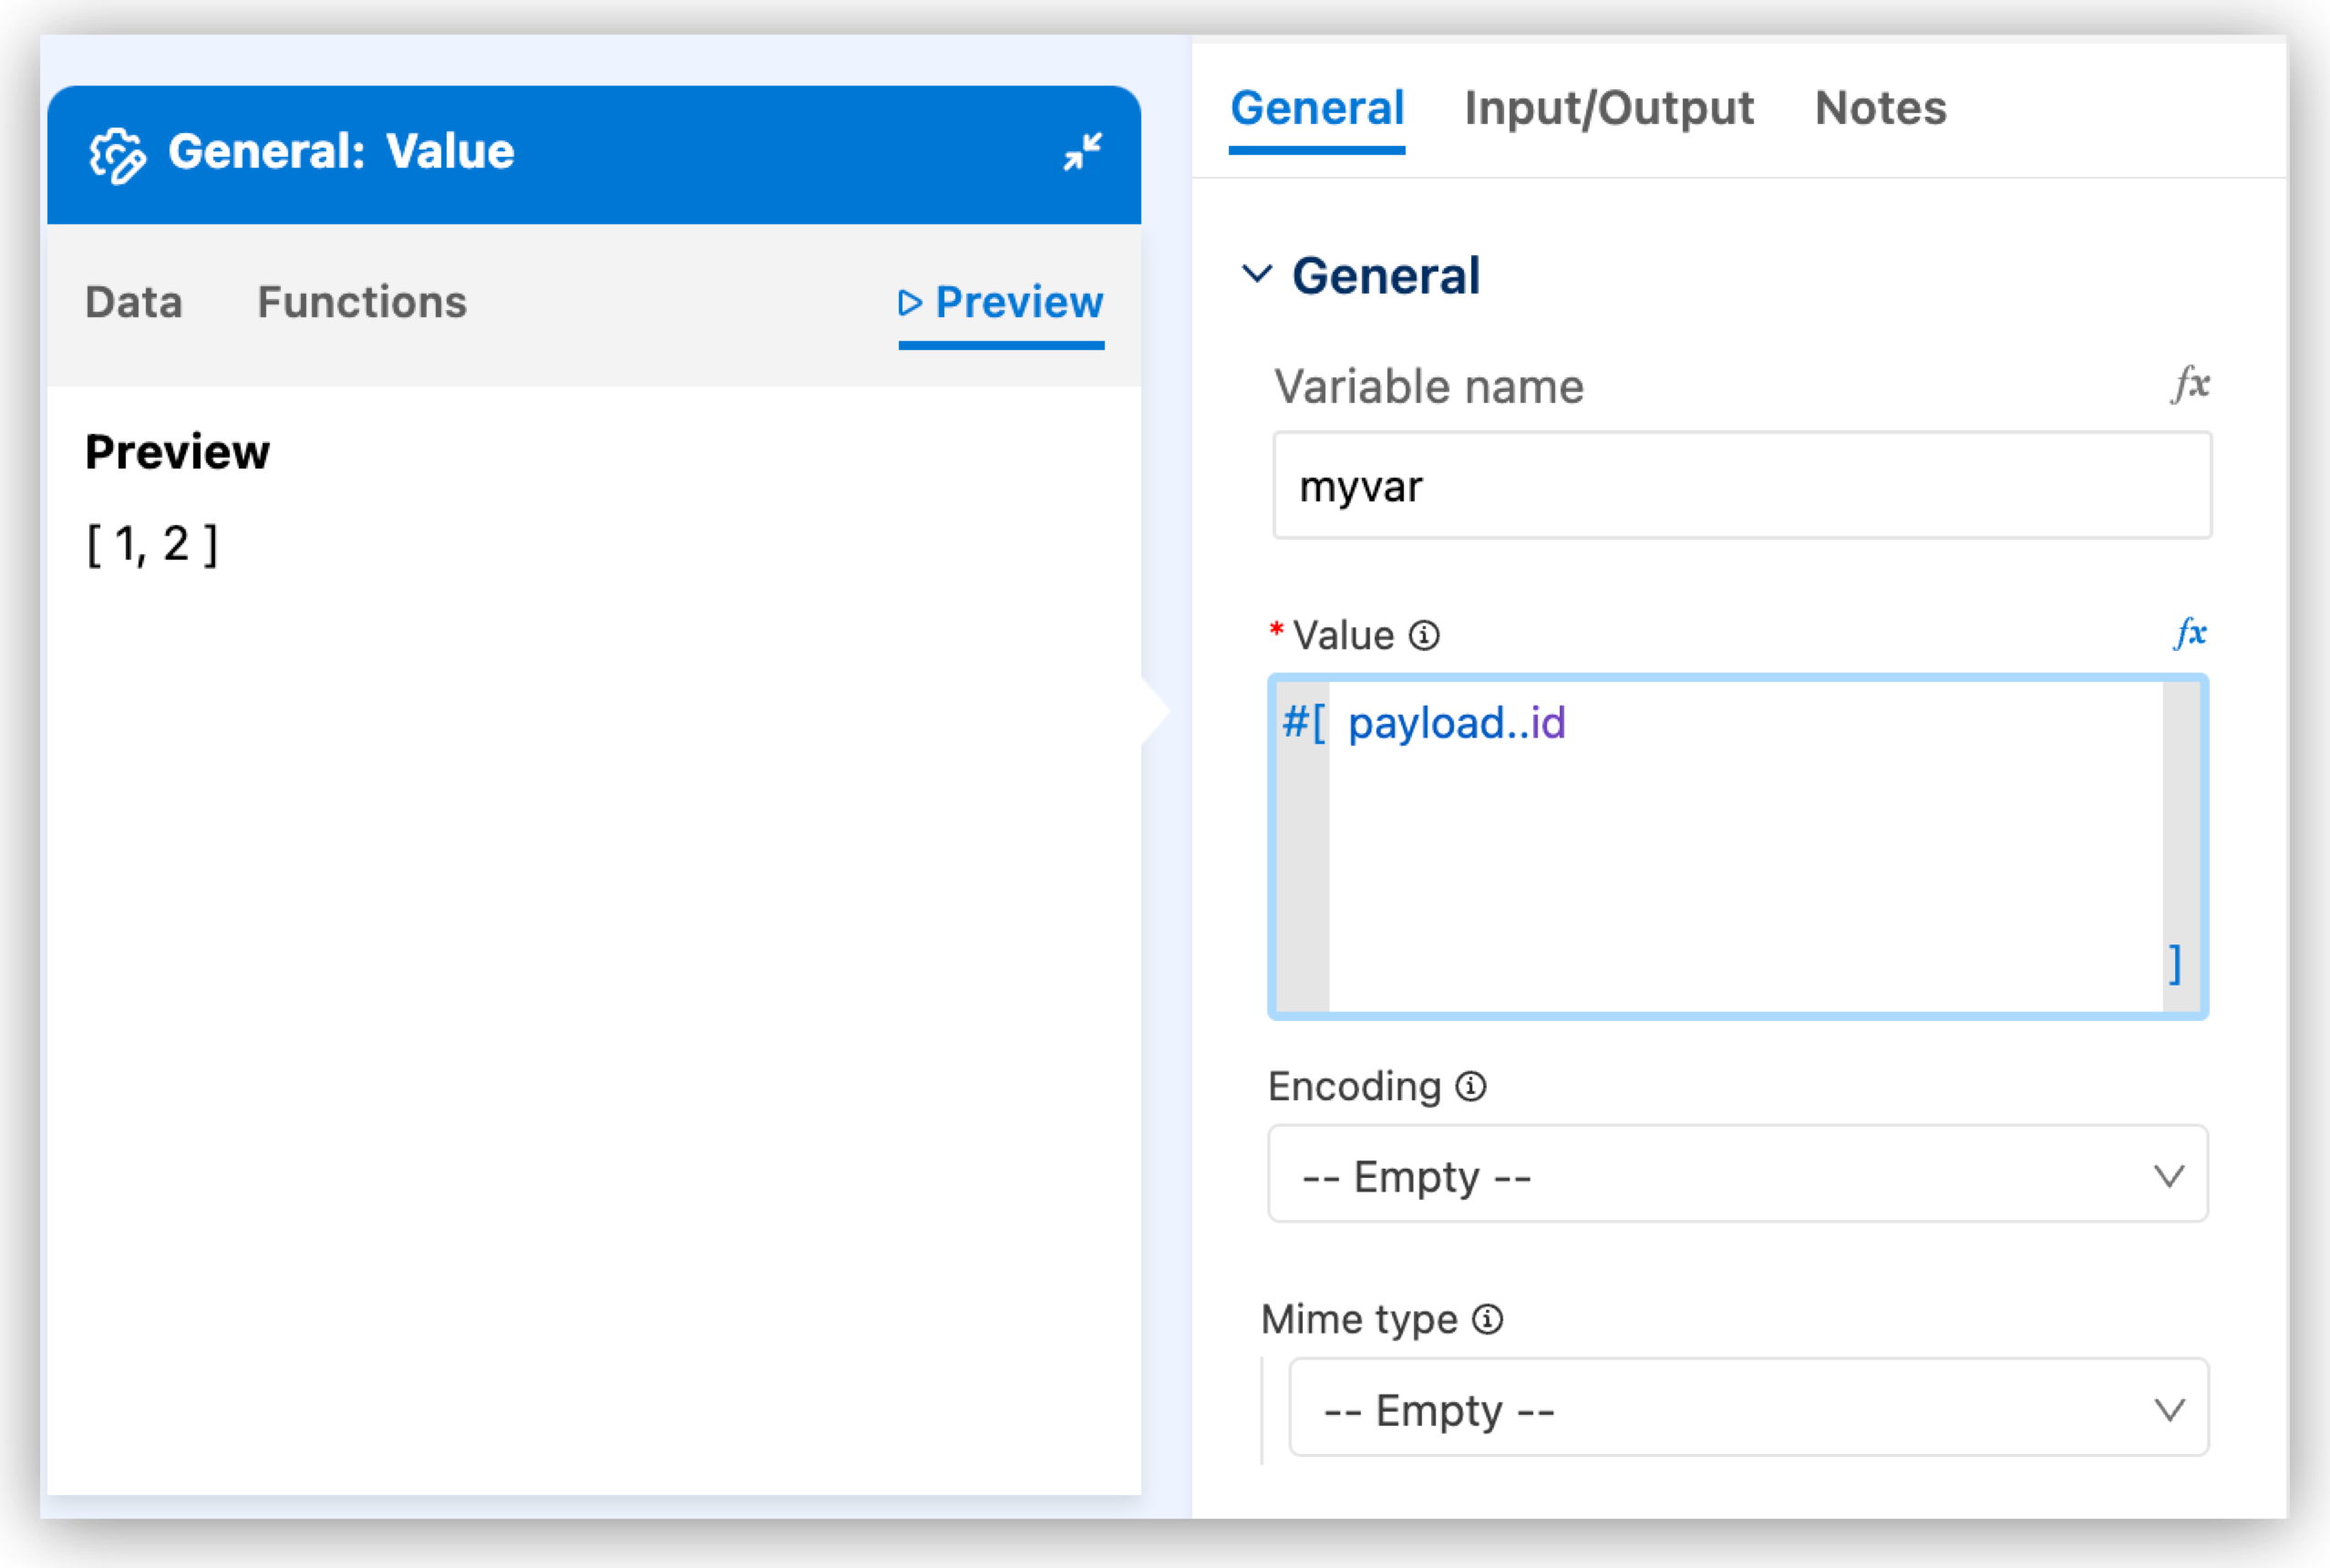 General: Value
Data Functions Preview
Preview
[ 1, 2 ]
General Input/Output Notes
General
Variable name fx
myvar
* Value fx
#[ payload..id
]
Encoding
-- Empty --
Mime type
-- Empty --